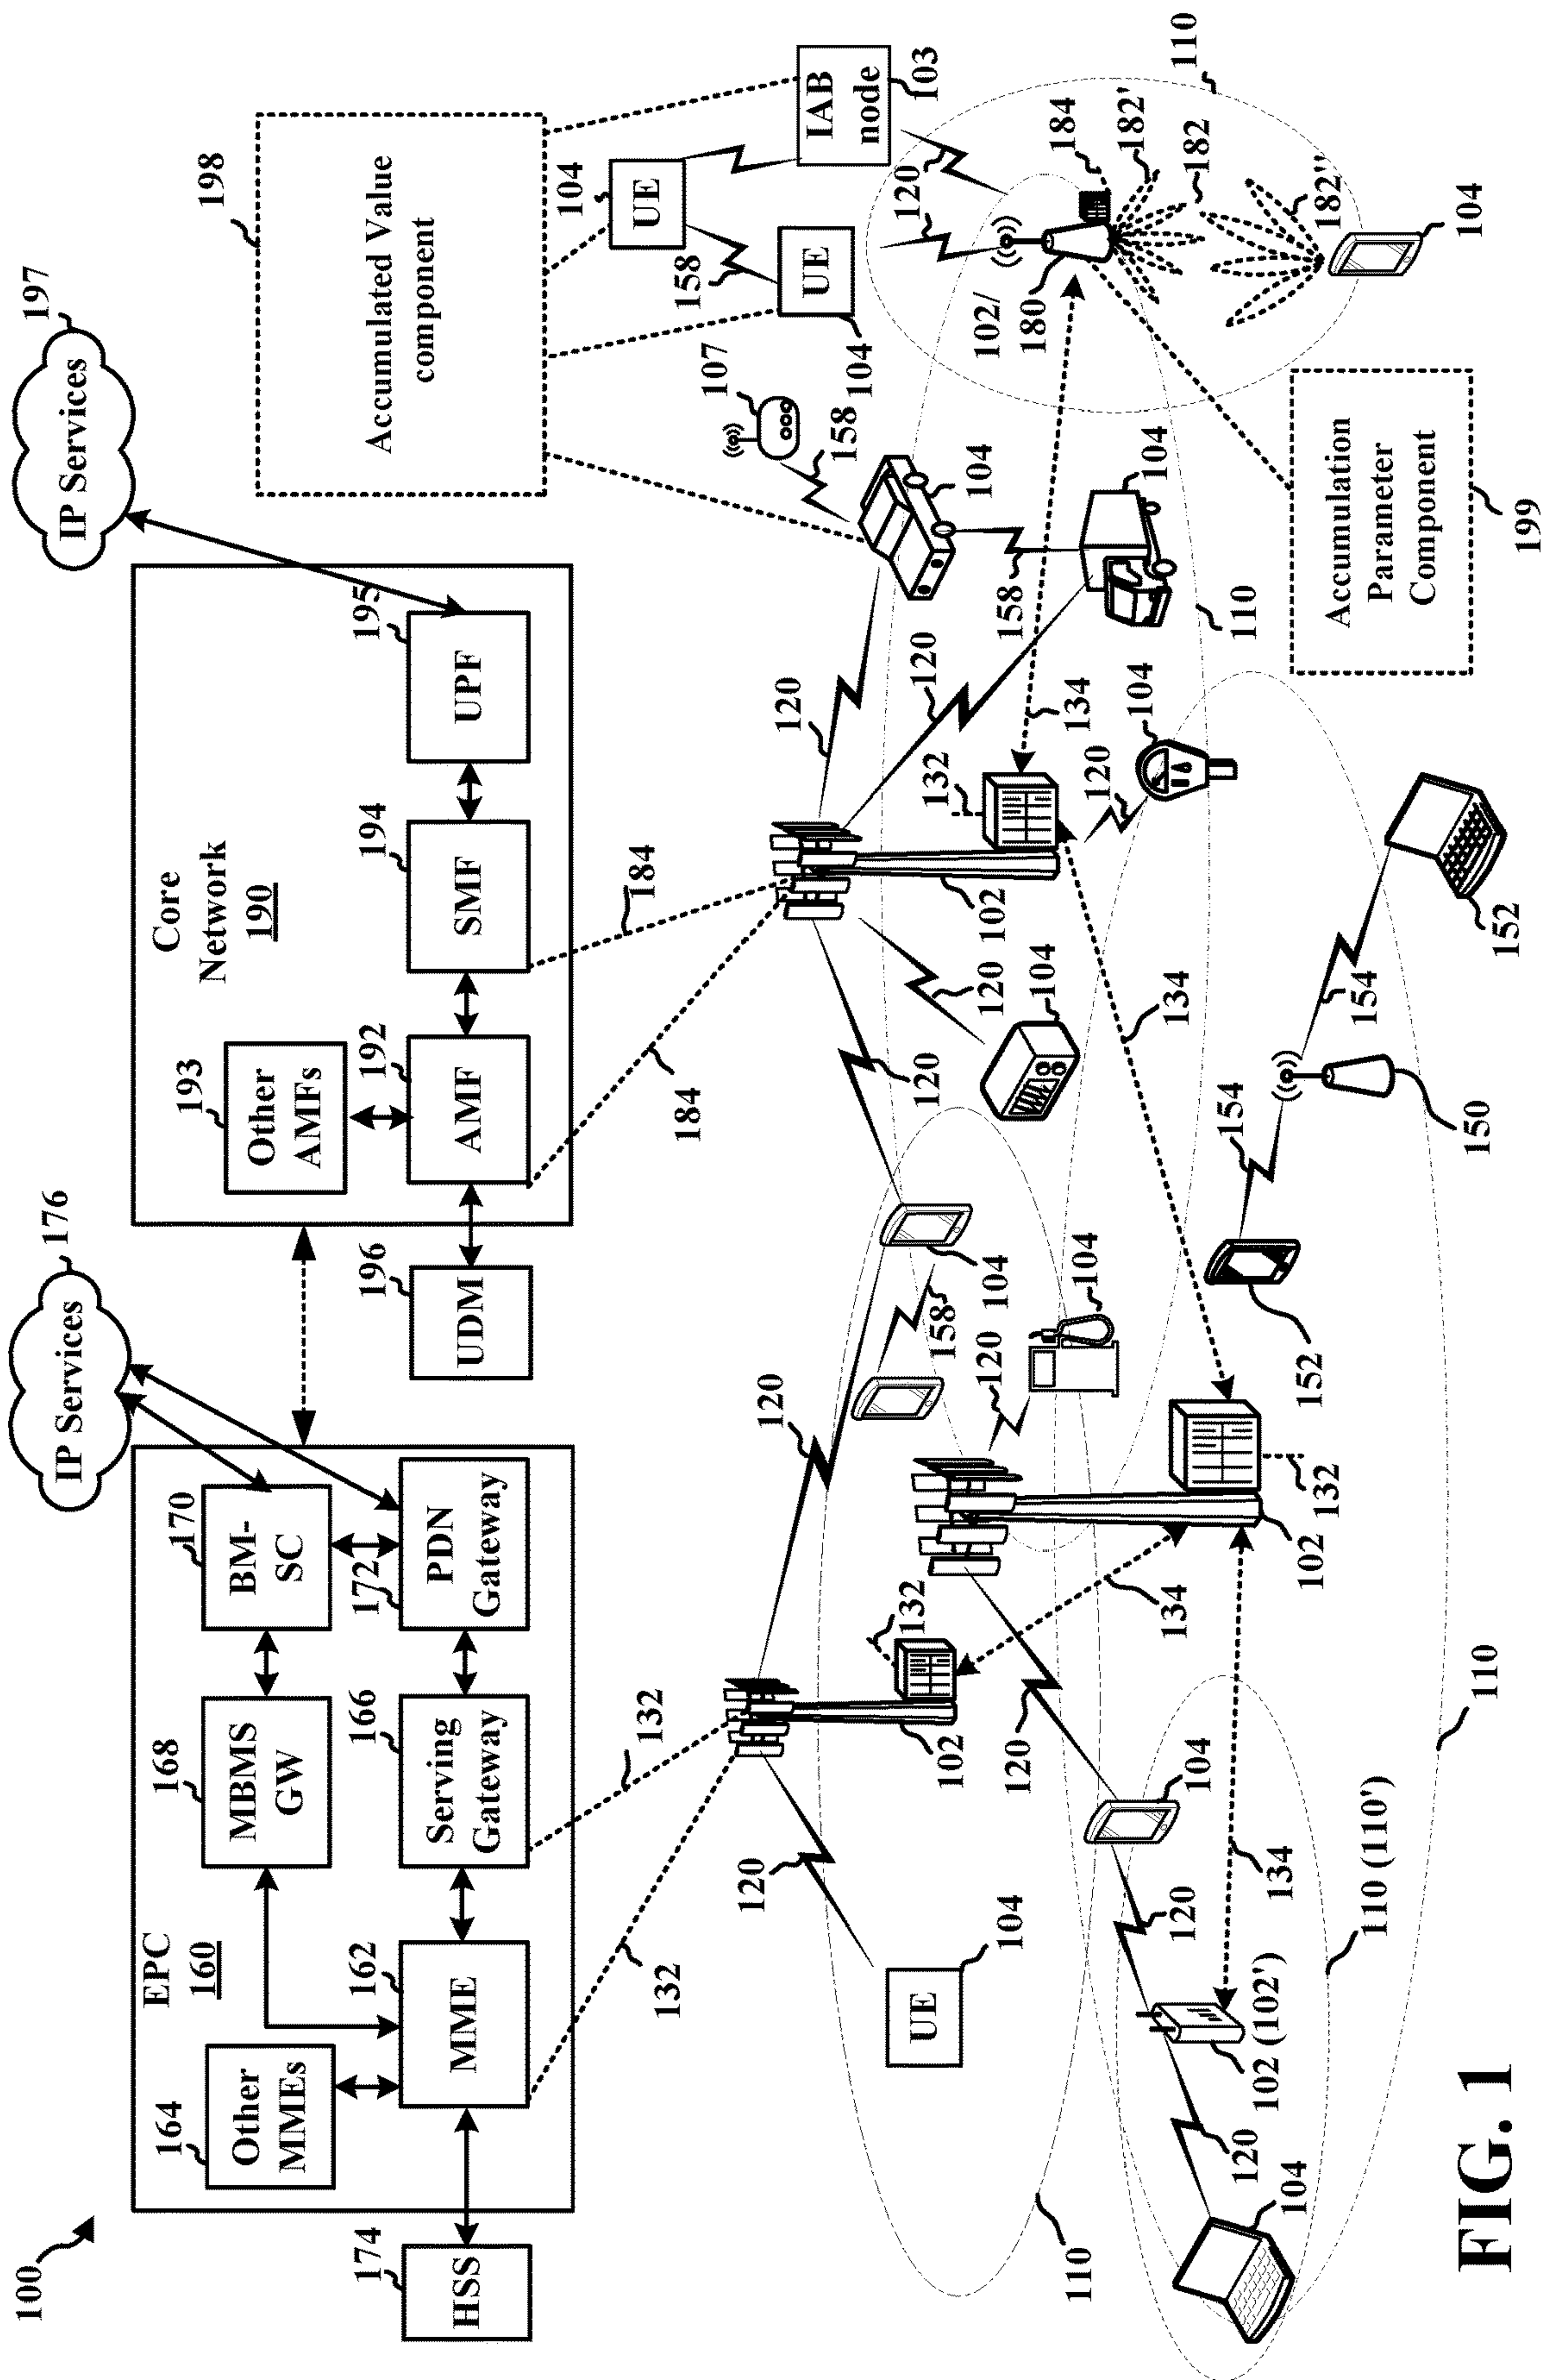 100
EPC
160
164
Other
MMEs
162
MME
174
HSS
168
MBMS
GW
166
Serving
Gateway
170
BM-
SC
172
PDN
Gateway
176
IP Services
Core
Network
190
193
Other
AMFs
192
AMF
196
UDM
194
SMF
195
UPF
197
IP Services
198
Accumulated Value
component
104
UE
158
UE
104
IAB
node
103
107
158
104
120
120
102/
180
184
182'
182
182''
104
110
132
132
184
184
120
120
120
120
158
104
110
134
132
102
120
104
120
104
120
UE
104
132
102
120
104
158
120
104
134
134
132
102
120
104
120
134
102 (102')
120
104
110
110 (110')
110
152
154
150
154
152
Accumulation
Parameter
Component
199
FIG. 1